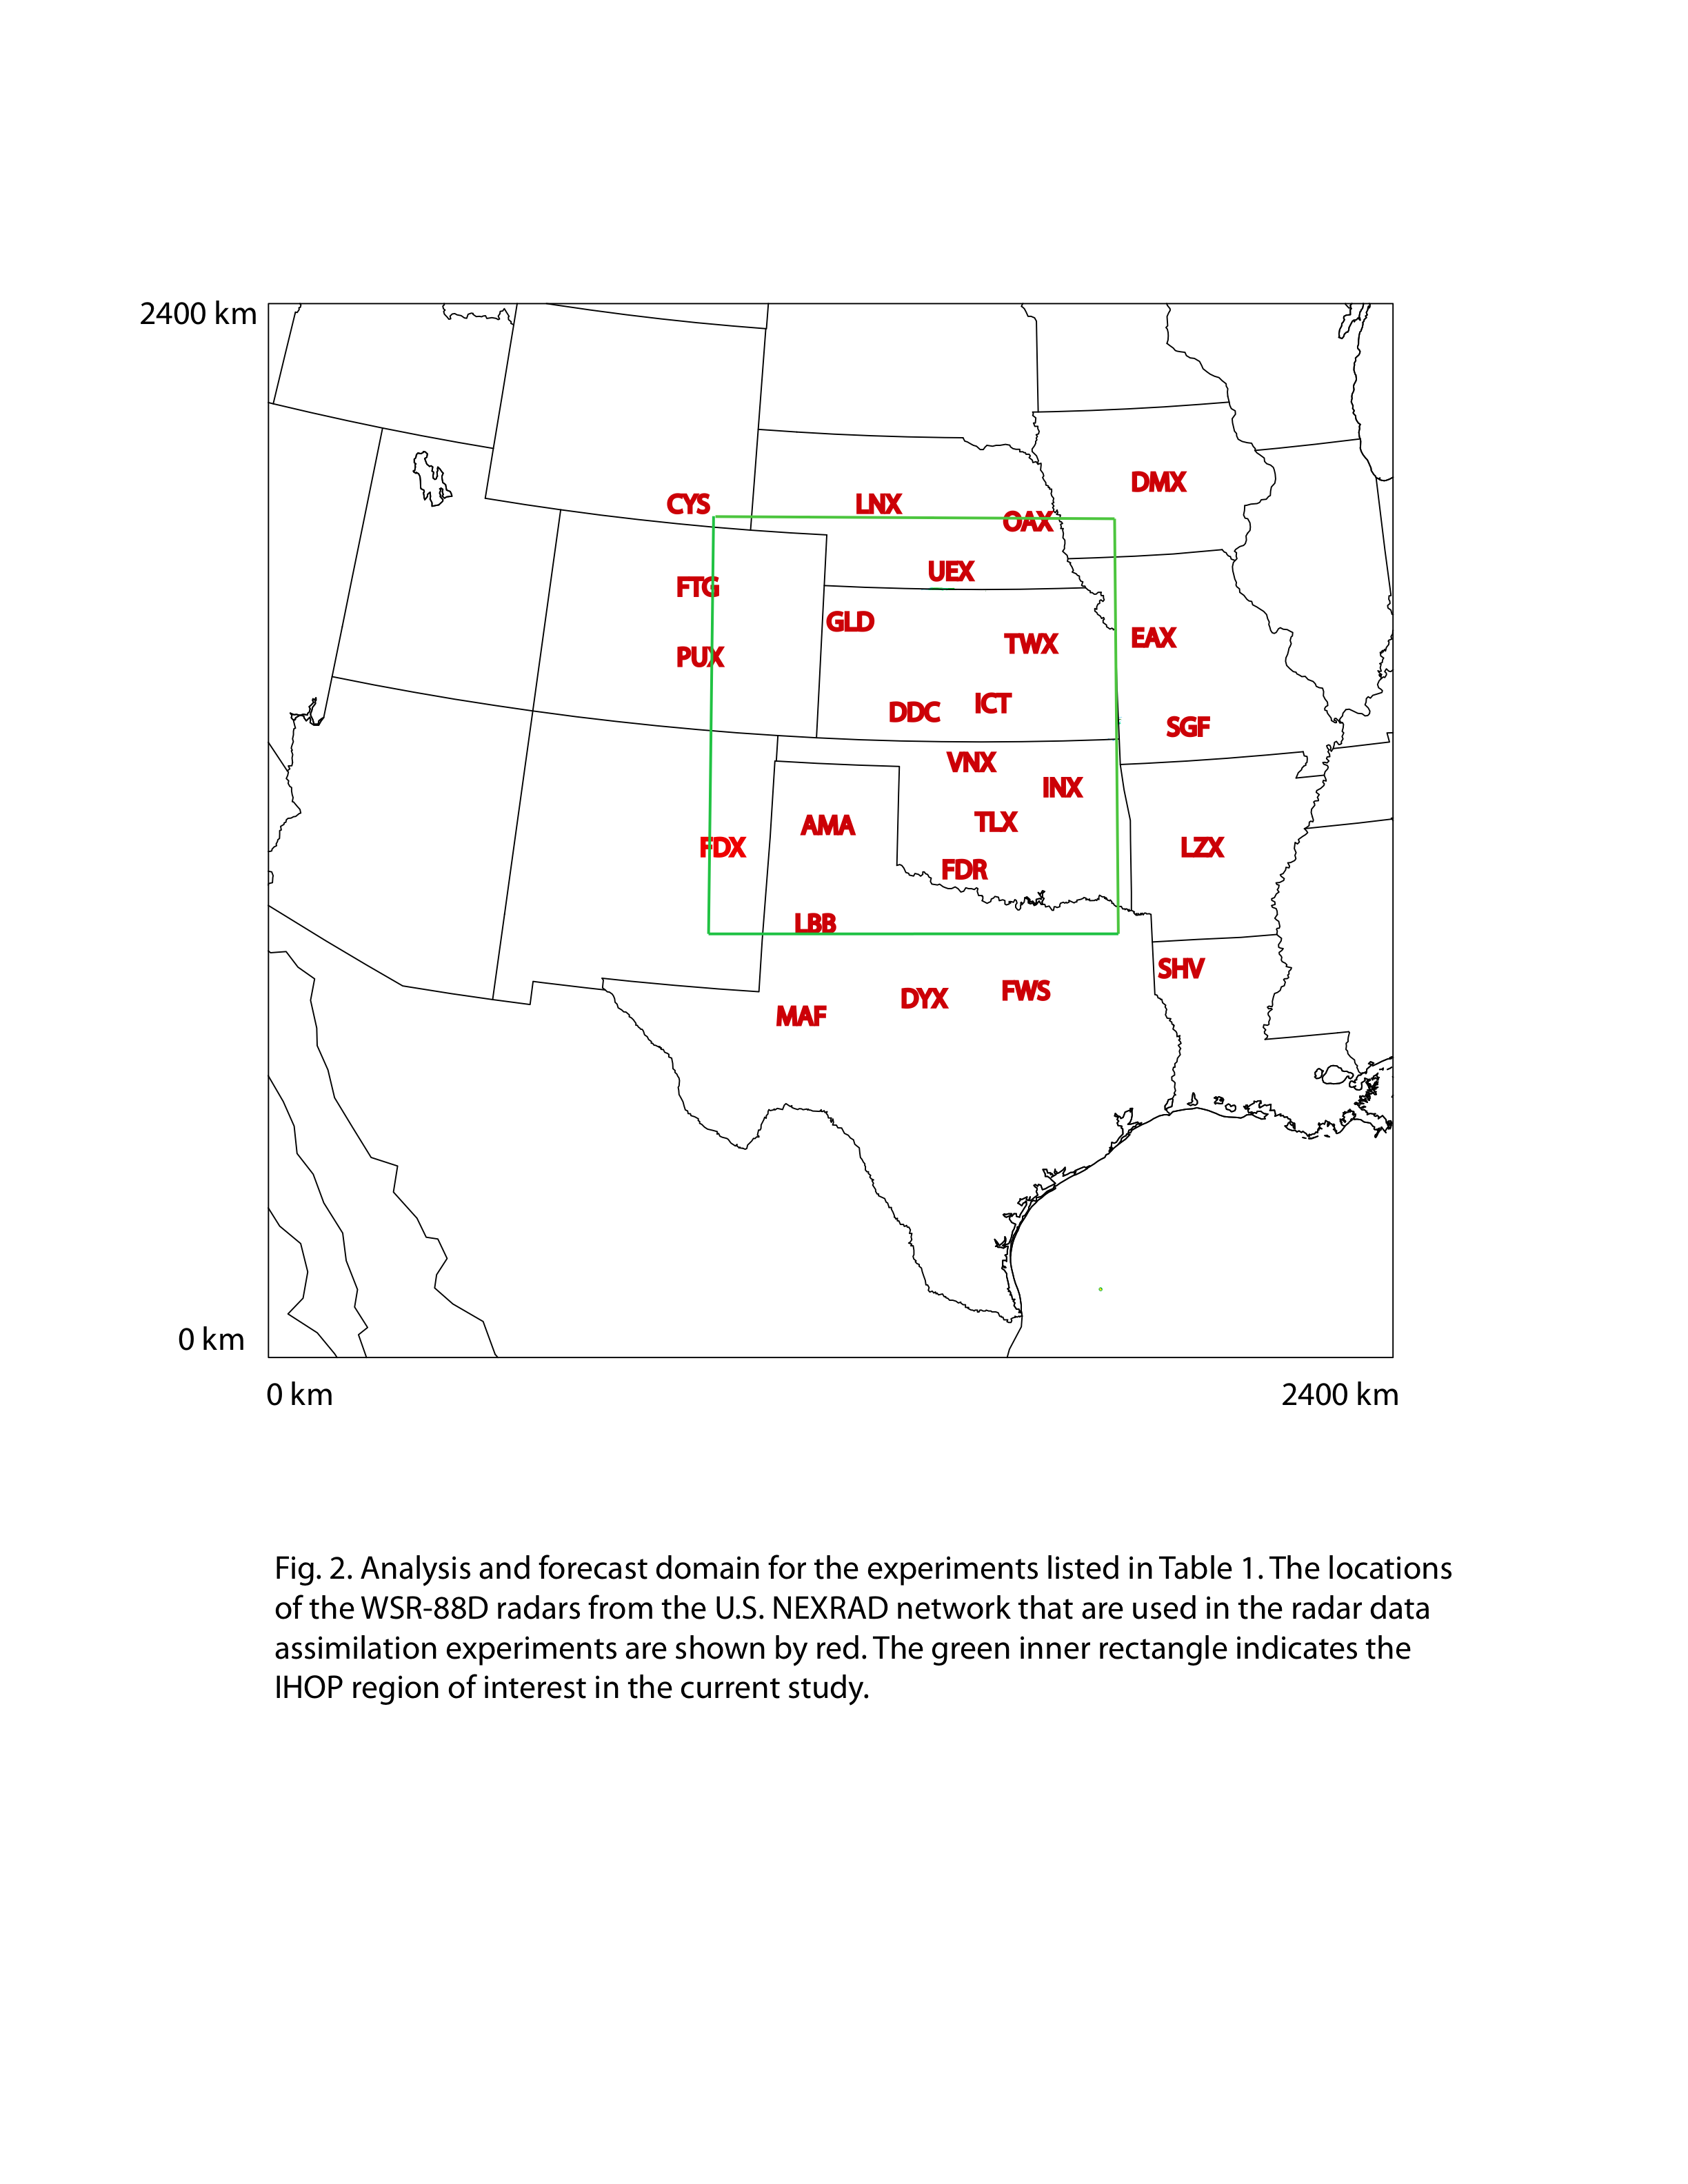 2400 km
DMX
CYS
LNX
OAX
UEX
FTG
GLD
EAX
TWX
PUX
ICT
DDC
SGF
VNX
INX
TLX
AMA
FDX
LZX
FDR
LBB
SHV
FWS
DYX
MAF
0 km
0 km
2400 km
Fig. 2. Analysis and forecast domain for the experiments listed in Table 1. The locations
of the WSR-88D radars from the U.S. NEXRAD network that are used in the radar data
assimilation experiments are shown by red. The green inner rectangle indicates the
IHOP region of interest in the current study.